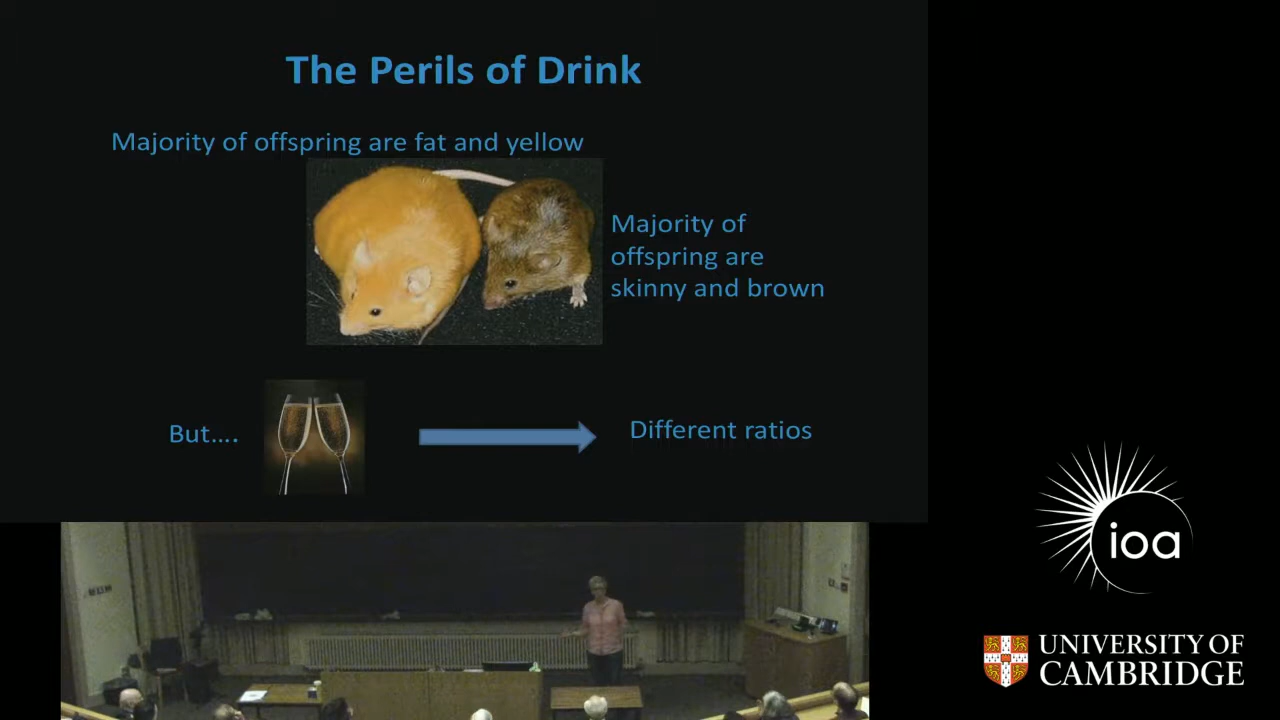 The Perils of Drink
Majority of offspring are fat and yellow
Majority of
offspring are
skinny and brown
But….
Different ratios
ioa
UNIVERSITY OF
CAMBRIDGE